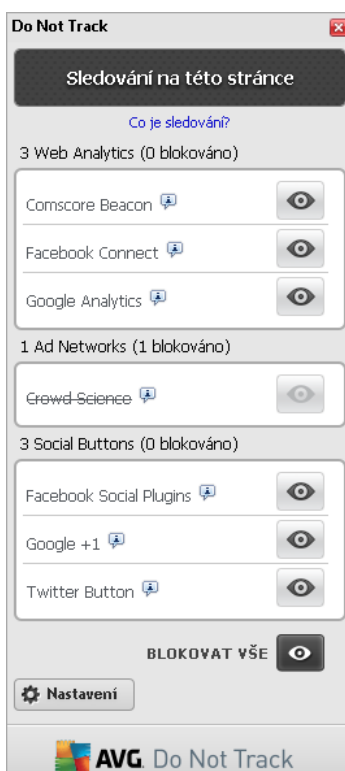 Do Not Track
Sledování na této stránce
Co je sledování?
3 Web Analytics (0 blokováno)
Comscore Beacon
Facebook Connect
Google Analytics
1 Ad Networks (1 blokováno)
Crowd Science
3 Social Buttons (0 blokováno)
Facebook Social Plugins
Google +1
Twitter Button
BLOKOVAT VŠE
Nastavení
AVG. Do Not Track